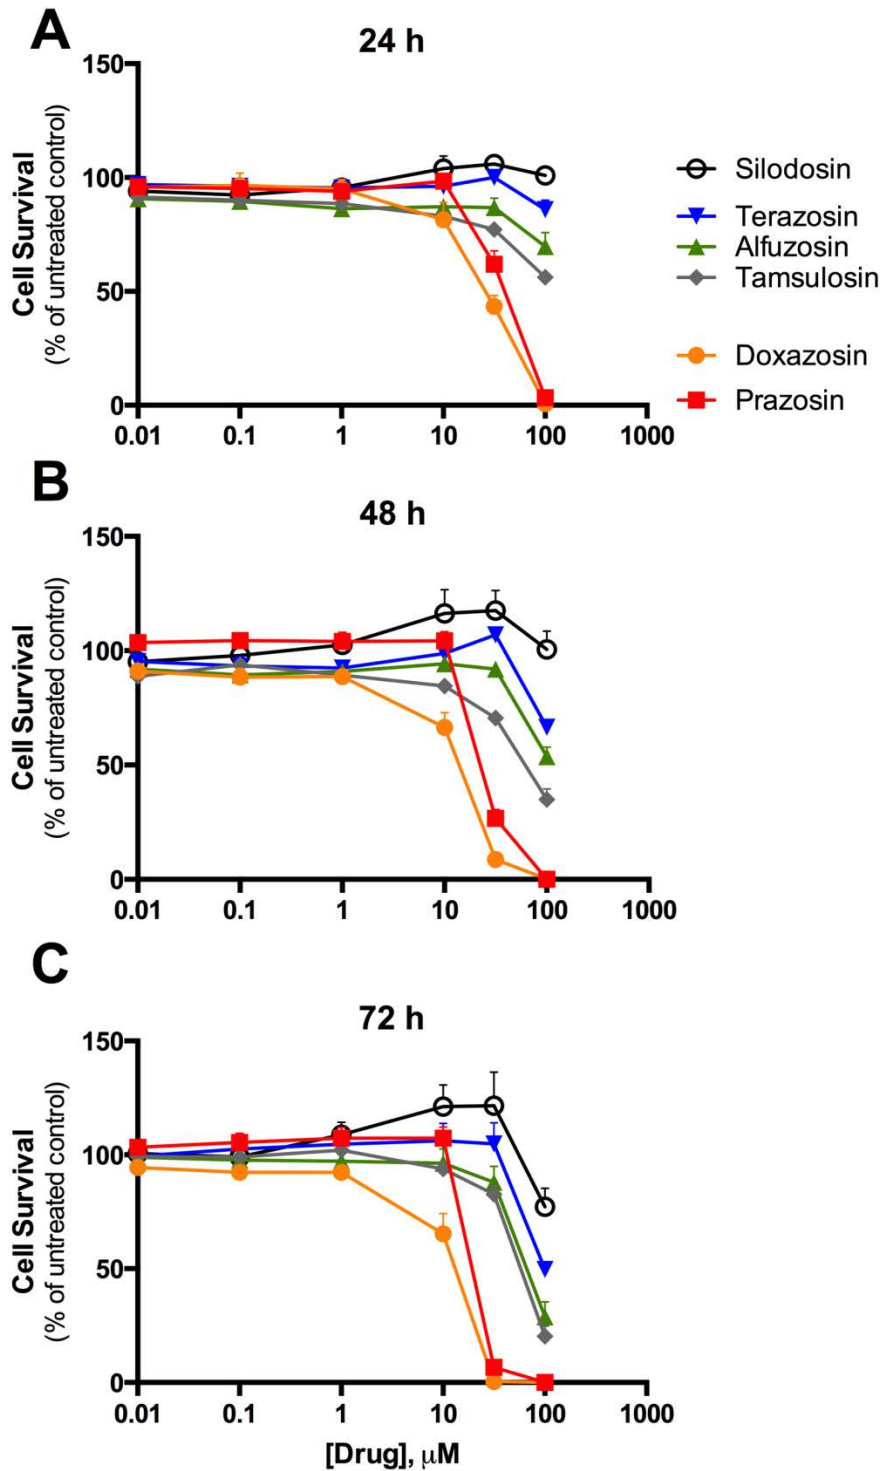 A
24 h
150
100
50
0
Cell Survival
(% of untreated control)
0.01 0.1 1 10 100 1000
Silodosin
Terazosin
Alfuzosin
Tamsulosin
Doxazosin
Prazosin
B
48 h
150
100
50
0
Cell Survival
(% of untreated control)
0.01 0.1 1 10 100 1000
C
72 h
150
100
50
0
Cell Survival
(% of untreated control)
0.01 0.1 1 10 100 1000
[Drug], μM